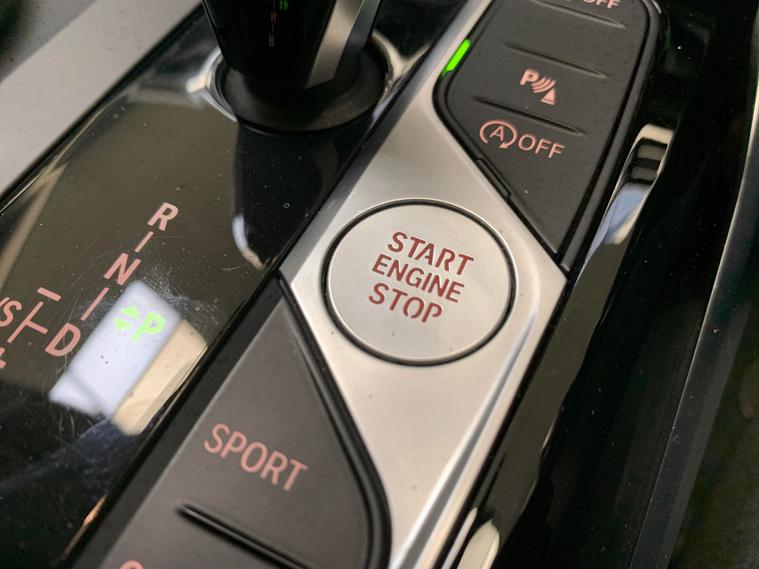 OFF
P
A OFF
START
ENGINE
STOP
R
N
D
P
S
SPORT